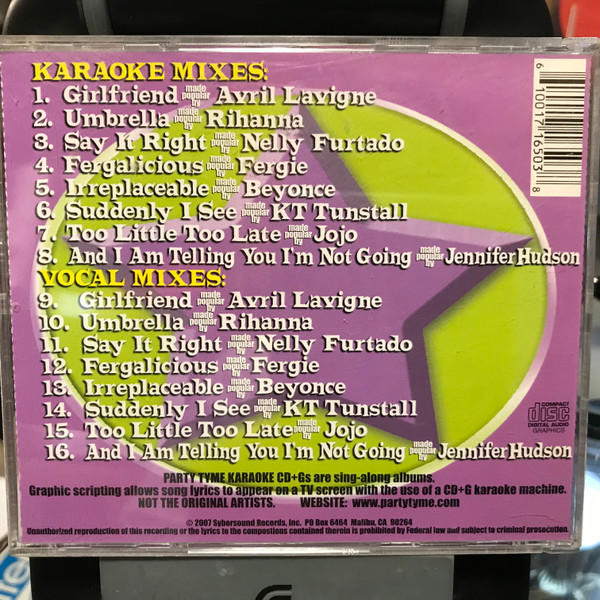 KARAOKE MIXES:
1. Girlfriend made popular by Avril Lavigne
2. Umbrella made popular by Rihanna
3. Say It Right made popular by Nelly Furtado
4. Fergalicious made popular by Fergie
5. Irreplaceable made popular by Beyonce
6. Suddenly I See made popular by KT Tunstall
7. Too Little Too Late made popular by Jojo
8. And I Am Telling You I'm Not Going made popular by Jennifer Hudson
VOCAL MIXES:
9. Girlfriend made popular by Avril Lavigne
10. Umbrella made popular by Rihanna
11. Say It Right made popular by Nelly Furtado
12. Fergalicious made popular by Fergie
13. Irreplaceable made popular by Beyonce
14. Suddenly I See made popular by KT Tunstall
15. Too Little Too Late made popular by Jojo
16. And I Am Telling You I'm Not Going made popular by Jennifer Hudson
6 10017 16503 8
COMPACT
disc
DIGITAL AUDIO
GRAPHICS
PARTY TYME KARAOKE CD+Gs are sing-along albums.
Graphic scripting allows song lyrics to appear on a TV screen with the use of a CD+G karaoke machine.
NOT THE ORIGINAL ARTISTS. WEBSITE: www.partytyme.com
© 2007 Sybersound Records, Inc. PO Box 6464 Malibu, CA 90264
Unauthorized reproduction of this recording or the lyrics to the compositions contained therein is prohibited by Federal law and subject to criminal prosecution.